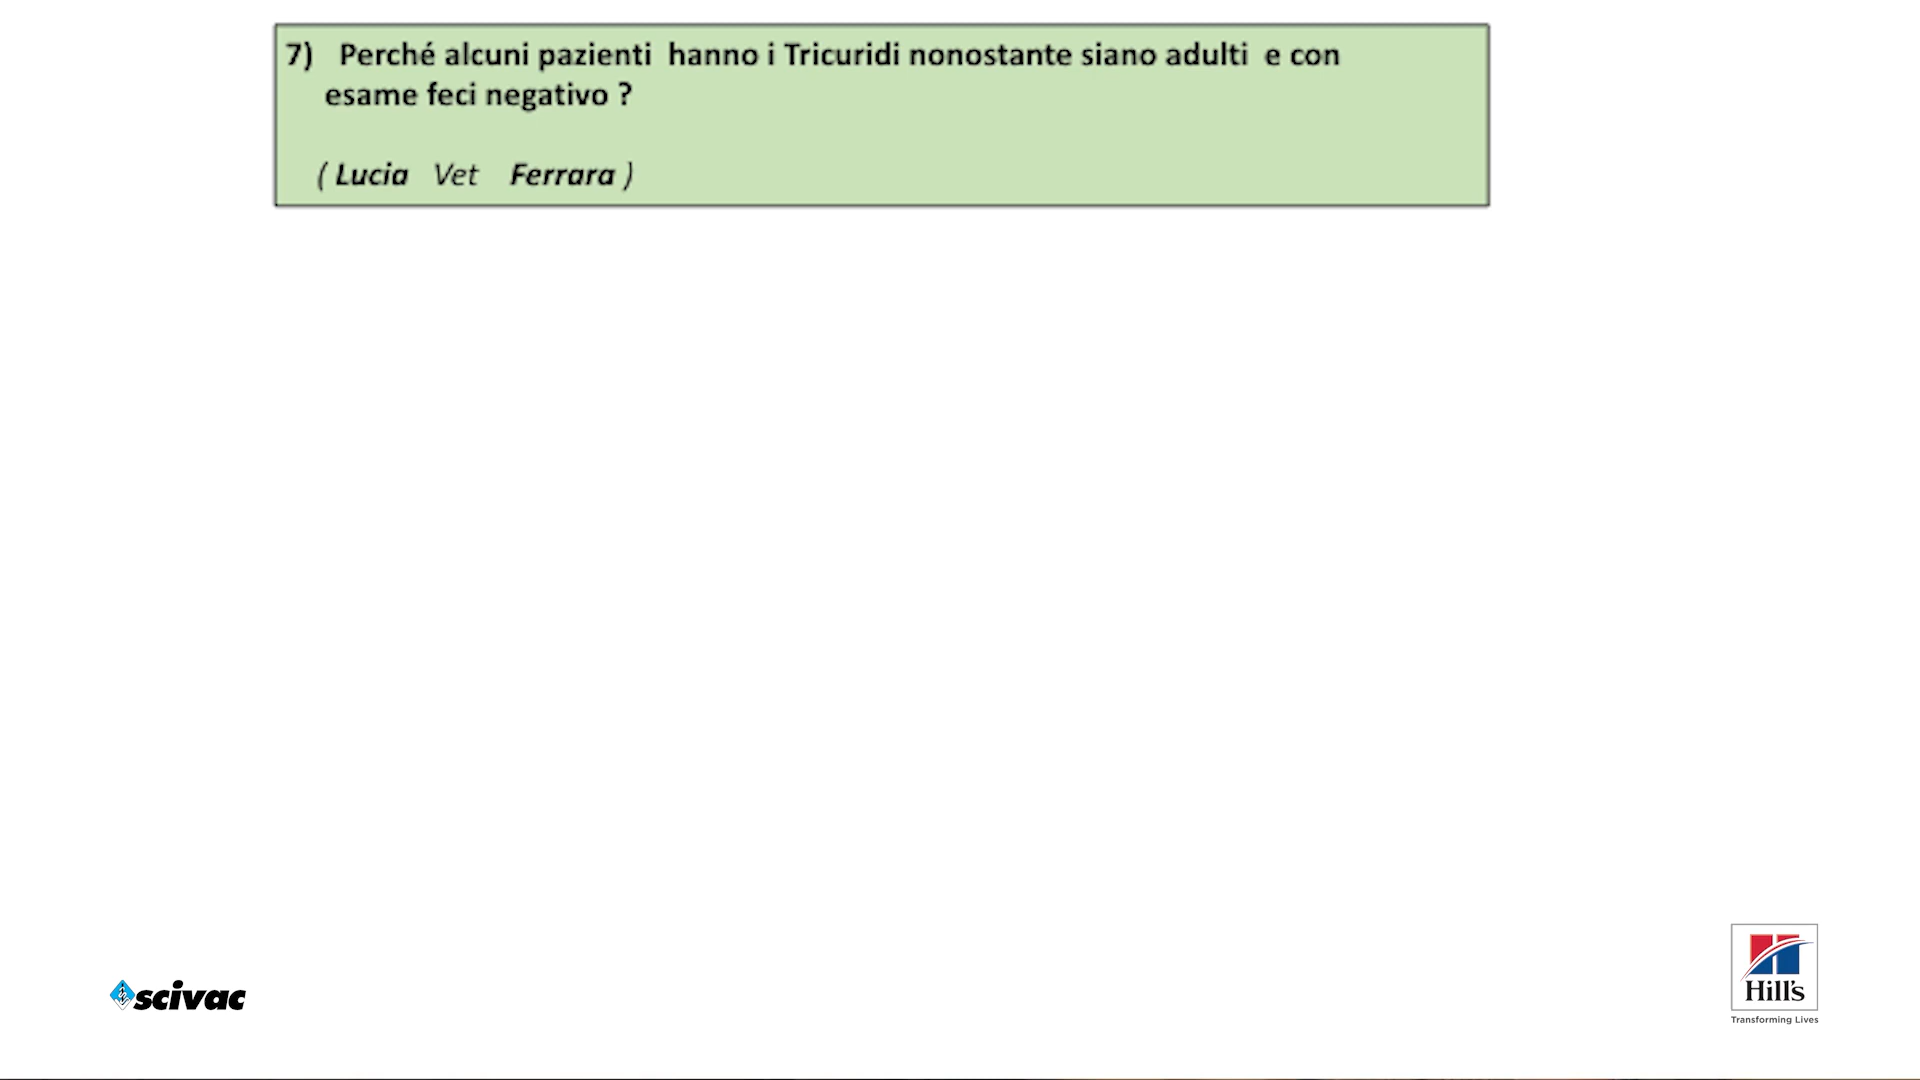 7) Perché alcuni pazienti hanno i Tricuridi nonostante siano adulti e con
esame feci negativo ?
( Lucia Vet Ferrara )
scivac
Hill's
Transforming Lives